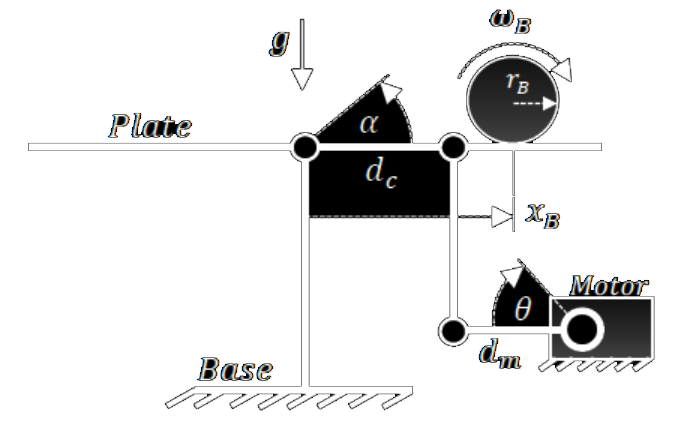 ω_B
g
r_B
Plate
α
d_c
x_B
Motor
θ
d_m
Base